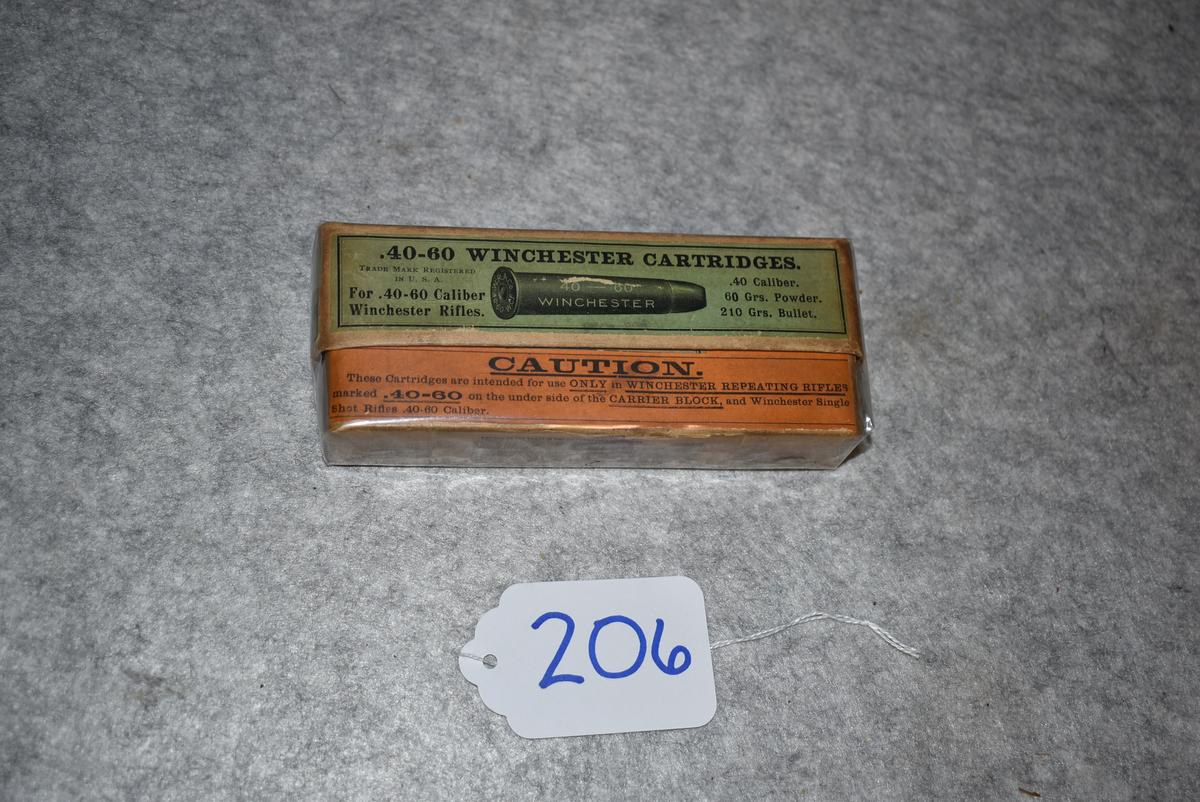 .40-60 WINCHESTER CARTRIDGES.
TRADE MARK REGISTERED
IN U. S. A.
For .40-60 Caliber
Winchester Rifles.
40 60
WINCHESTER
.40 Caliber.
60 Grs. Powder.
210 Grs. Bullet.
CAUTION.
These Cartridges are intended for use ONLY in WINCHESTER REPEATING RIFLES
marked .40-60 on the under side of the CARRIER BLOCK, and Winchester Single
Shot Rifles .40-60 Caliber.
206